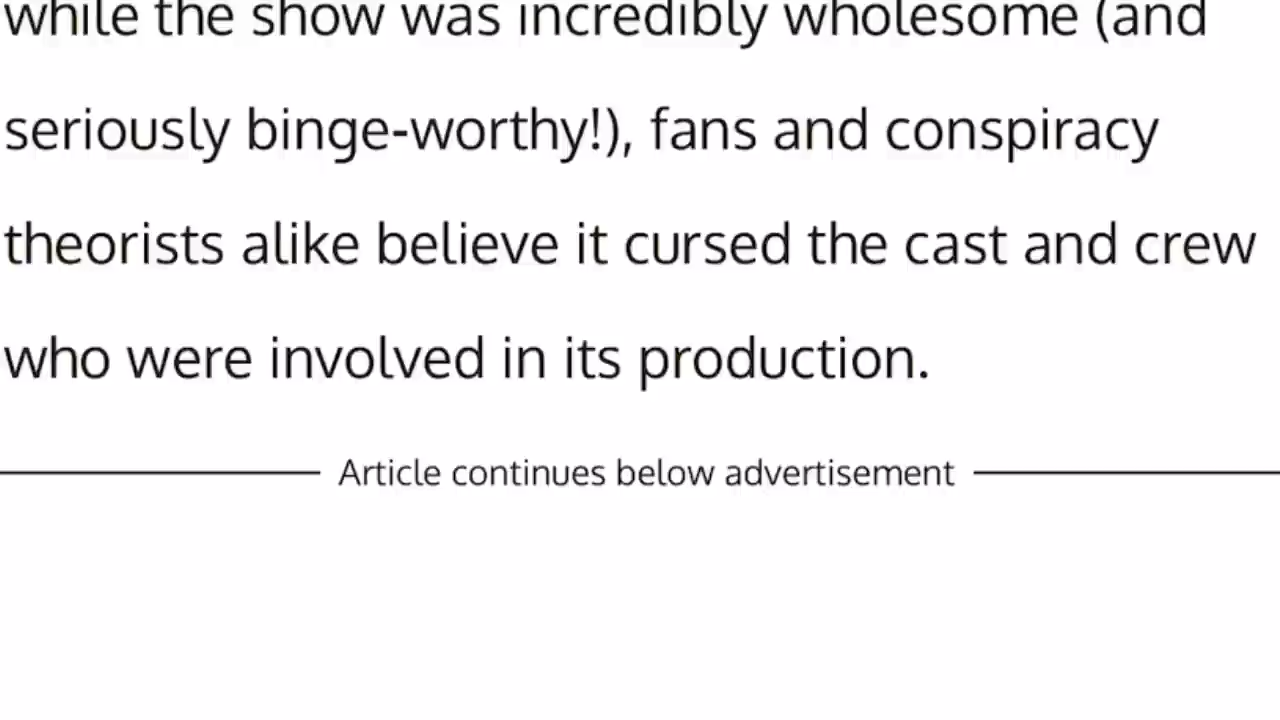 while the show was incredibly wholesome (and
seriously binge-worthy!), fans and conspiracy
theorists alike believe it cursed the cast and crew
who were involved in its production.
Article continues below advertisement